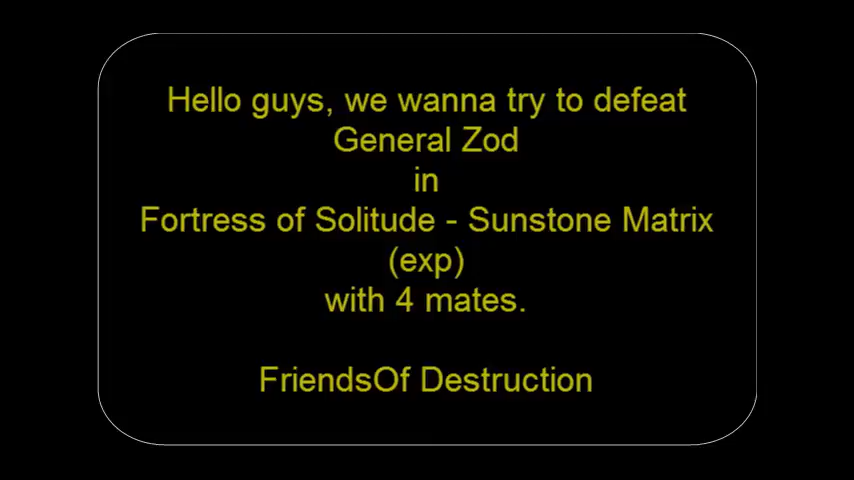 Hello guys, we wanna try to defeat
General Zod
in
Fortress of Solitude - Sunstone Matrix
(exp)
with 4 mates.
FriendsOf Destruction